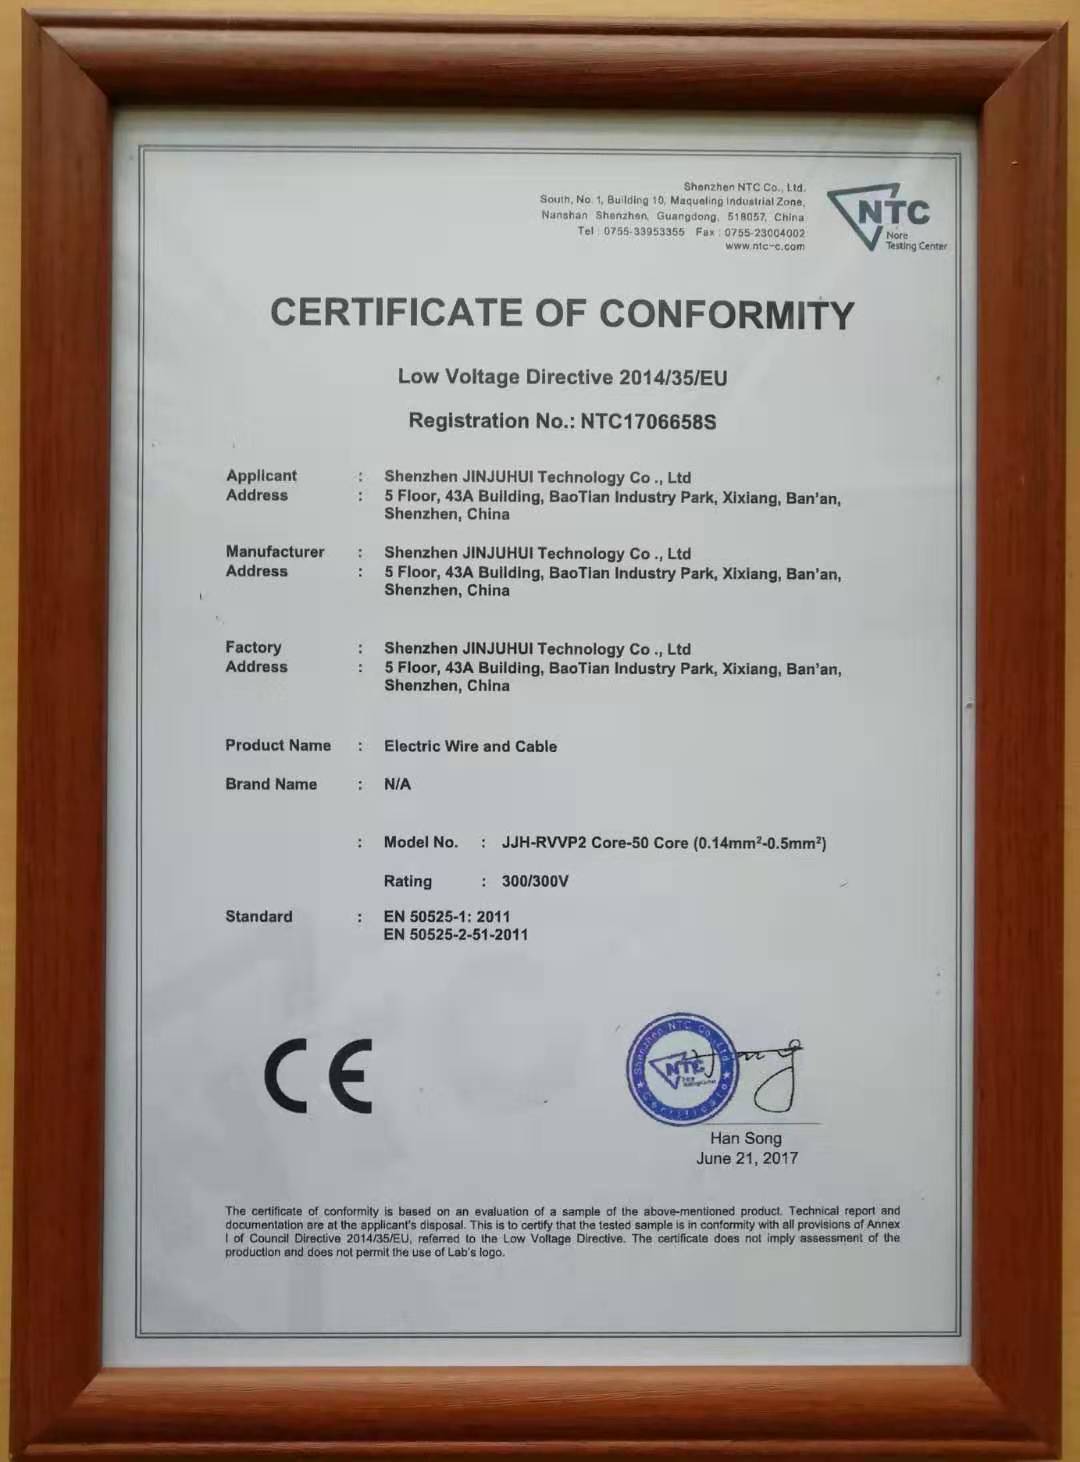 Shenzhen NTC Co., Ltd.
South, No. 1, Building 10, Maqueling Industrial Zone,
Nanshan Shenzhen, Guangdong, 518057, China
Tel : 0755-33953355 Fax : 0755-23004002
www.ntc-c.com
NTC
Nore
Testing Center
CERTIFICATE OF CONFORMITY
Low Voltage Directive 2014/35/EU
Registration No.: NTC1706658S
Applicant : Shenzhen JINJUHUI Technology Co ., Ltd
Address : 5 Floor, 43A Building, BaoTian Industry Park, Xixiang, Ban'an,
Shenzhen, China
Manufacturer : Shenzhen JINJUHUI Technology Co ., Ltd
Address : 5 Floor, 43A Building, BaoTian Industry Park, Xixiang, Ban'an,
Shenzhen, China
Factory : Shenzhen JINJUHUI Technology Co ., Ltd
Address : 5 Floor, 43A Building, BaoTian Industry Park, Xixiang, Ban'an,
Shenzhen, China
Product Name : Electric Wire and Cable
Brand Name : N/A
: Model No. : JJH-RVVP2 Core-50 Core (0.14mm²-0.5mm²)
Rating : 300/300V
Standard : EN 50525-1: 2011
EN 50525-2-51-2011
CE
Shenzhen NTC Co., Ltd
NTC
Certificate
Han Song
June 21, 2017
The certificate of conformity is based on an evaluation of a sample of the above-mentioned product. Technical report and
documentation are at the applicant's disposal. This is to certify that the tested sample is in conformity with all provisions of Annex
I of Council Directive 2014/35/EU, referred to the Low Voltage Directive. The certificate does not imply assessment of the
production and does not permit the use of Lab's logo.